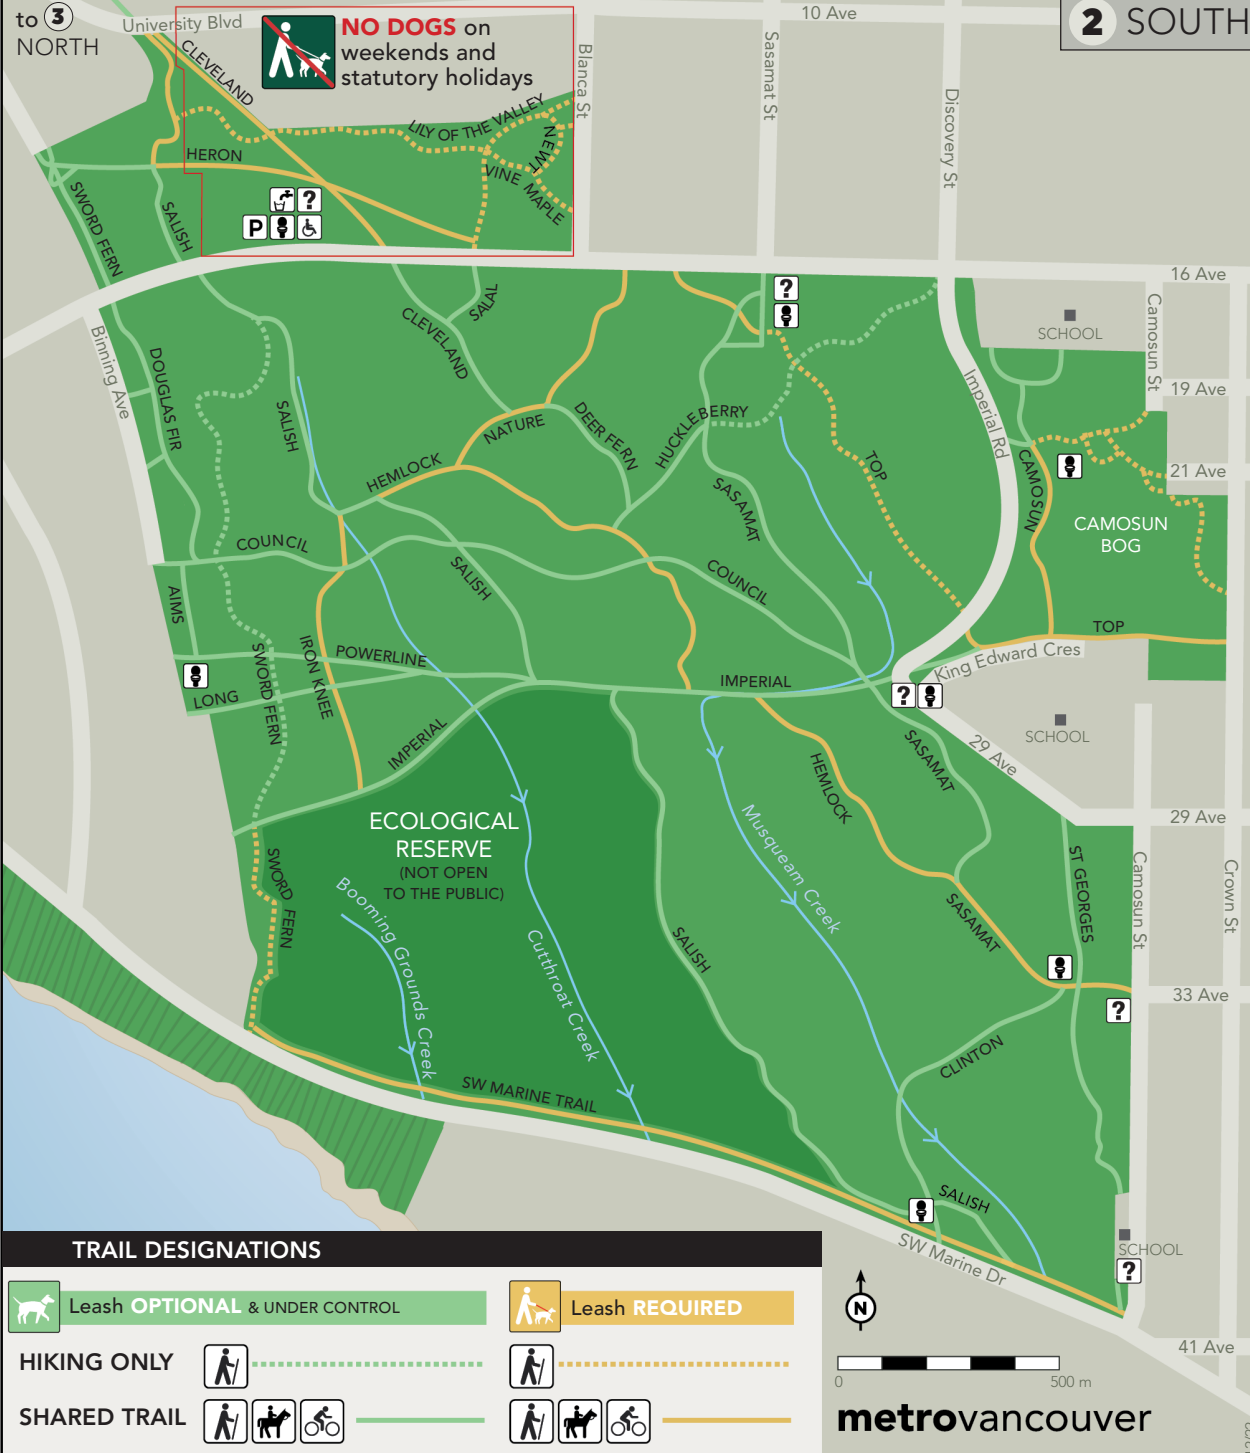 to 3
NORTH
University Blvd
NO DOGS on
weekends and
statutory holidays
10 Ave
2 SOUTH
CLEVELAND
Blanca St
Sasamat St
Discovery St
LILY OF THE VALLEY
NEWT
HERON
VINE MAPLE
SWORD FERN
SALISH
P
?
16 Ave
SALAL
CLEVELAND
?
SCHOOL
Camosun St
Binning Ave
DOUGLAS FIR
19 Ave
Imperial Rd
SALISH
NATURE
DEER FERN
HUCKLEBERRY
HEMLOCK
TOP
CAMOSUN
21 Ave
SASAMAT
CAMOSUN
BOG
COUNCIL
SALISH
COUNCIL
AIMS
TOP
IRON KNEE
POWERLINE
SWORD FERN
King Edward Cres
IMPERIAL
?
LONG
IMPERIAL
SASAMAT
29 Ave
SCHOOL
HEMLOCK
ECOLOGICAL
RESERVE
(NOT OPEN
TO THE PUBLIC)
29 Ave
Musqueam Creek
SWORD FERN
ST GEORGES
Camosun St
Crown St
Booming Grounds Creek
Cutthroat Creek
SALISH
SASAMAT
33 Ave
?
CLINTON
SW MARINE TRAIL
SALISH
SW Marine Dr
SCHOOL
?
41 Ave
TRAIL DESIGNATIONS
Leash OPTIONAL & UNDER CONTROL
Leash REQUIRED
HIKING ONLY
SHARED TRAIL
N
0 500 m
metrovancouver